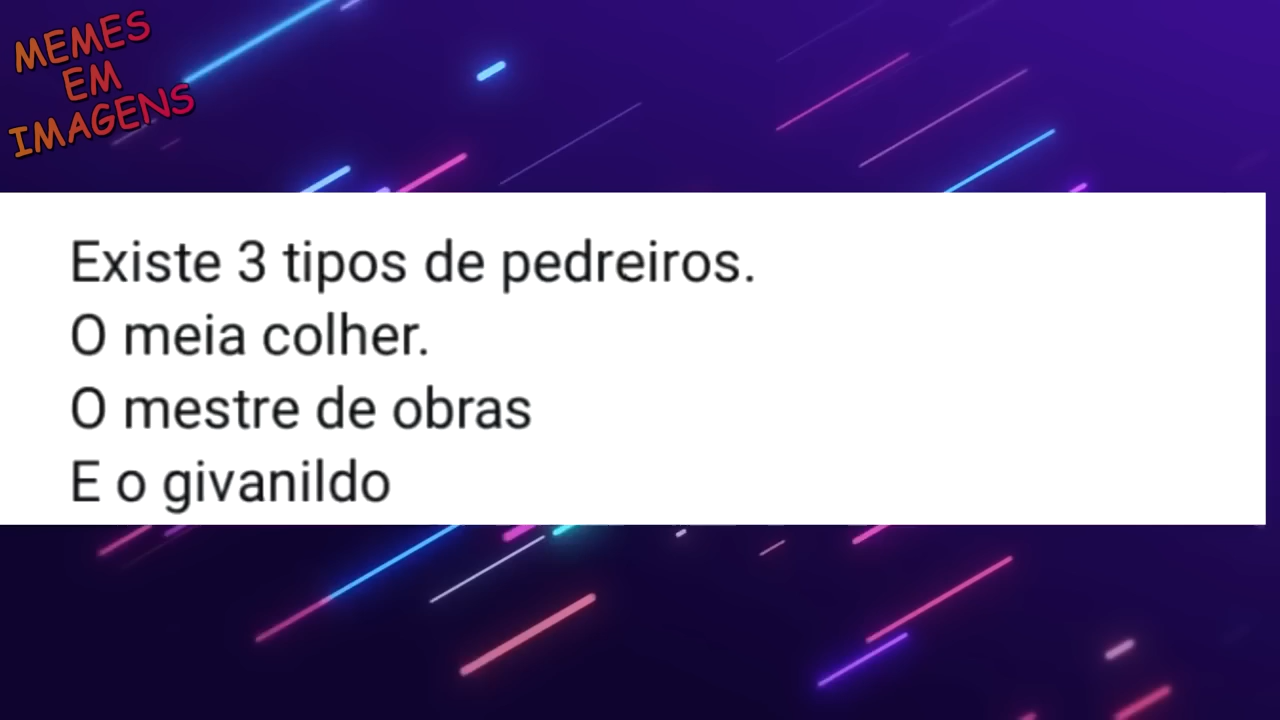 MEMES
EM
IMAGENS
Existe 3 tipos de pedreiros.
O meia colher.
O mestre de obras
E o givanildo